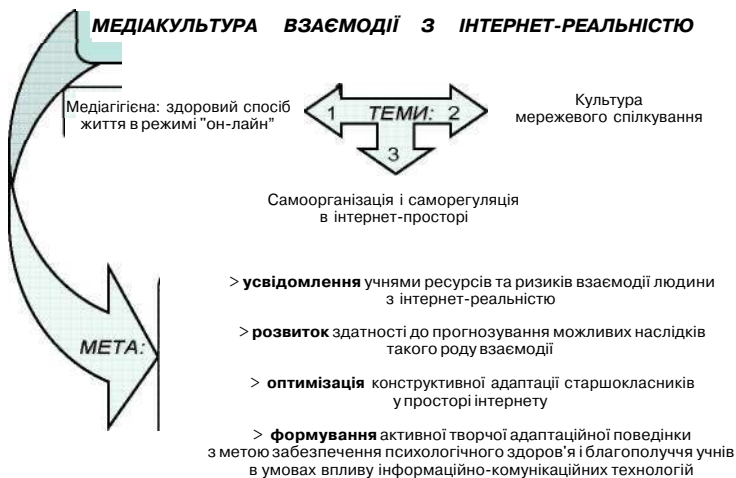 МЕДІАКУЛЬТУРА ВЗАЄМОДІЇ З ІНТЕРНЕТ-РЕАЛЬНІСТЮ
Медіагігієна: здоровий спосіб
життя в режимі "он-лайн”
1 ТЕМИ: 2
3
Культура
мережевого спілкування
Самоорганізація і саморегуляція
в інтернет-просторі
МЕТА:
> усвідомлення учнями ресурсів та ризиків взаємодії людини
з інтернет-реальністю
> розвиток здатності до прогнозування можливих наслідків
такого роду взаємодії
> оптимізація конструктивної адаптації старшокласників
у просторі інтернету
> формування активної творчої адаптаційної поведінки
з метою забезпечення психологічного здоров'я і благополуччя учнів
в умовах впливу інформаційно-комунікаційних технологій